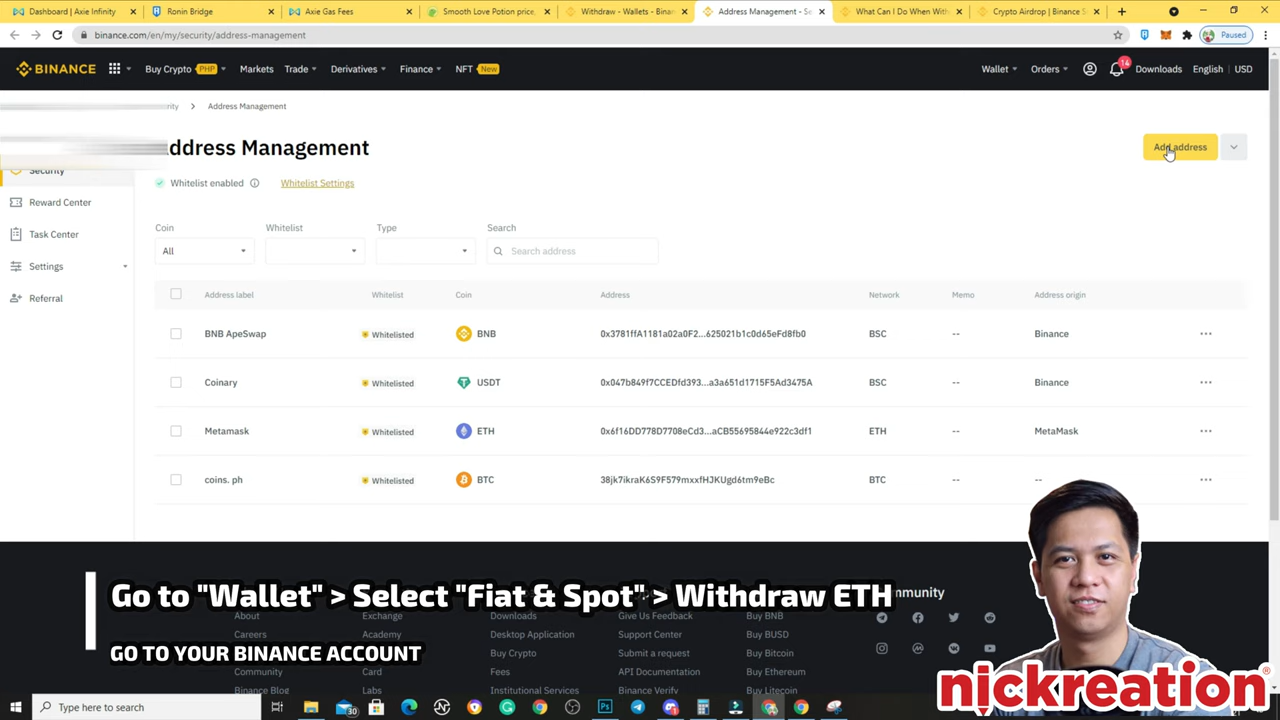 Dashboard | Axie Infinity
Ronin Bridge
Axie Gas Fees
Smooth Love Potion price,
Withdraw - Wallets - Binan
Address Management - Se
What Can I Do When With
Crypto Airdrop | Binance S
binance.com/en/my/security/address-management
Paused
BINANCE
Buy Crypto PHP
Markets
Trade
Derivatives
Finance
NFT New
Wallet
Orders
14
Downloads
English
USD
Address Management
ddress Management
Add address
Whitelist enabled
Whitelist Settings
Security
Reward Center
Task Center
Settings
Referral
Coin
Whitelist
Type
Search
All
Search address
Address label Whitelist Coin Address Network Memo Address origin
BNB ApeSwap Whitelisted BNB 0x3781ffA1181a02a0F2...625021b1c0d65eFd8fb0 BSC -- Binance
Coinary Whitelisted USDT 0x047b849f7CCEDfd393...a3a651d1715F5Ad3475A BSC -- Binance
Metamask Whitelisted ETH 0x6f16DD778D7708eCd3...aCB55695844e922c3df1 ETH -- MetaMask
coins. ph Whitelisted BTC 38jk7ikraK6S9F579mxxfHJKUgd6tm9eBc BTC -- --
Go to "Wallet" > Select "Fiat & Spot" > Withdraw ETH
GO TO YOUR BINANCE ACCOUNT
ommunity
About
Careers
Community
Binance Blog
Exchange
Academy
Card
Labs
Downloads
Desktop Application
Buy Crypto
Fees
Institutional Services
Give Us Feedback
Support Center
Submit a request
API Documentation
Binance Verify
Buy BNB
Buy BUSD
Buy Bitcoin
Buy Ethereum
Buy Litecoin
nickreation®
Type here to search
30